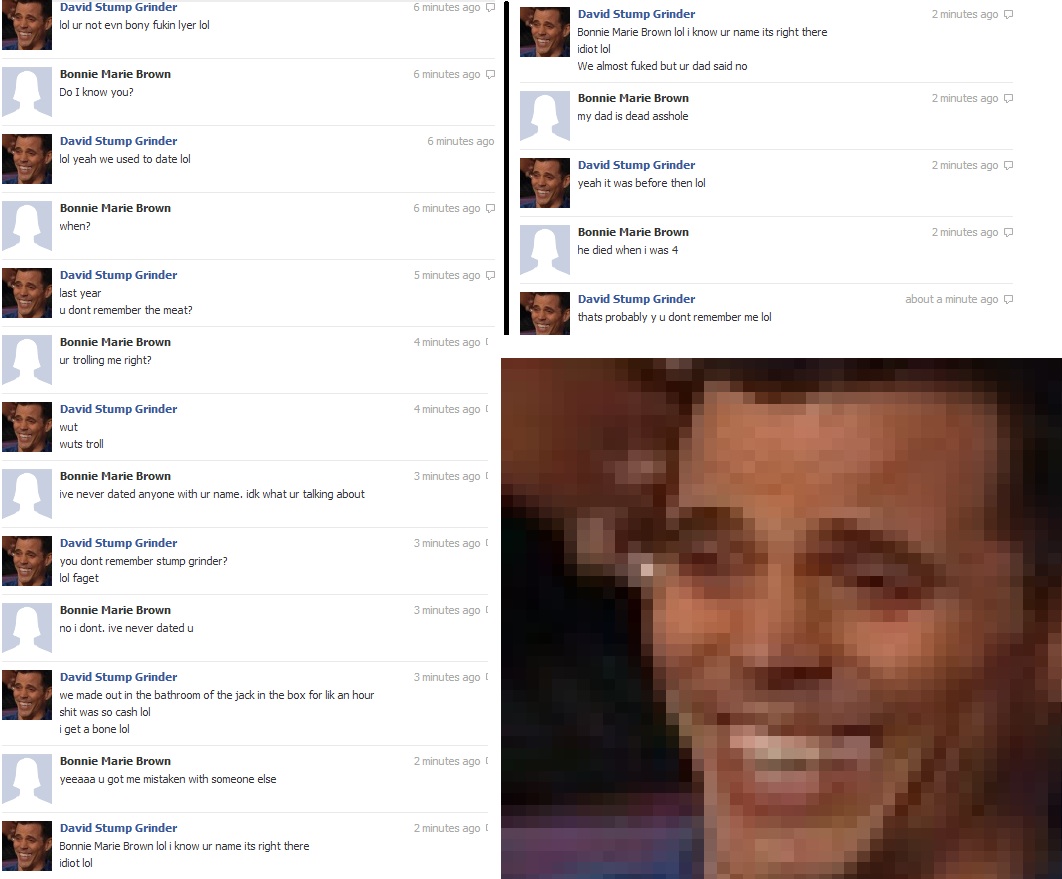 David Stump Grinder 6 minutes ago
lol ur not evn bony fukin lyer lol
Bonnie Marie Brown 6 minutes ago
Do I know you?
David Stump Grinder 6 minutes ago
lol yeah we used to date lol
Bonnie Marie Brown 6 minutes ago
when?
David Stump Grinder 5 minutes ago
last year
u dont remember the meat?
Bonnie Marie Brown 4 minutes ago
ur trolling me right?
David Stump Grinder 4 minutes ago
wut
wuts troll
Bonnie Marie Brown 3 minutes ago
ive never dated anyone with ur name. idk what ur talking about
David Stump Grinder 3 minutes ago
you dont remember stump grinder?
lol faget
Bonnie Marie Brown 3 minutes ago
no i dont. ive never dated u
David Stump Grinder 3 minutes ago
we made out in the bathroom of the jack in the box for lik an hour
shit was so cash lol
i get a bone lol
Bonnie Marie Brown 2 minutes ago
yeeaaa u got me mistaken with someone else
David Stump Grinder 2 minutes ago
Bonnie Marie Brown lol i know ur name its right there
idiot lol
David Stump Grinder 2 minutes ago
Bonnie Marie Brown lol i know ur name its right there
idiot lol
We almost fuked but ur dad said no
Bonnie Marie Brown 2 minutes ago
my dad is dead asshole
David Stump Grinder 2 minutes ago
yeah it was before then lol
Bonnie Marie Brown 2 minutes ago
he died when i was 4
David Stump Grinder about a minute ago
thats probably y u dont remember me lol